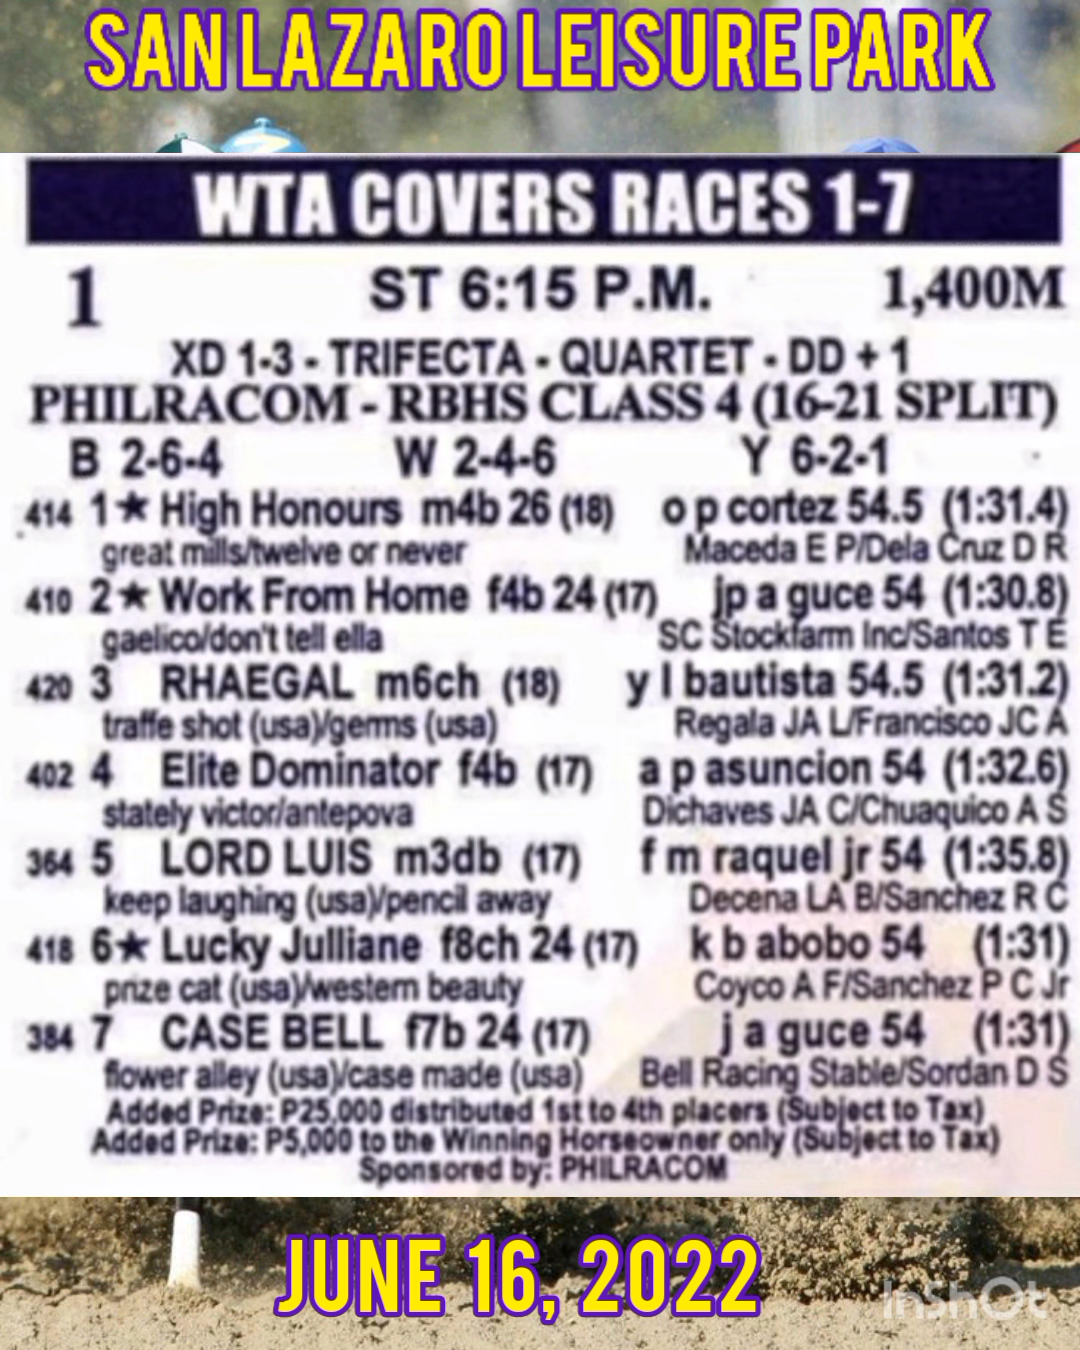 SAN LAZARO LEISURE PARK
WTA COVERS RACES 1-7
1 ST 6:15 P.M. 1,400M
XD 1-3 - TRIFECTA - QUARTET - DD + 1
PHILRACOM - RBHS CLASS 4 (16-21 SPLIT)
B 2-6-4 W 2-4-6 Y 6-2-1
414 1★ High Honours m4b 26 (18) o p cortez 54.5 (1:31.4)
great mills/twelve or never Maceda E P/Dela Cruz D R
410 2★ Work From Home f4b 24 (17) jp a guce 54 (1:30.8)
gaelico/don't tell ella SC Stockfarm Inc/Santos T E
420 3 RHAEGAL m6ch (18) y l bautista 54.5 (1:31.2)
traffe shot (usa)/germs (usa) Regala JA L/Francisco JC A
402 4 Elite Dominator f4b (17) a p asuncion 54 (1:32.6)
stately victor/antepova Dichaves JA C/Chuaquico A S
364 5 LORD LUIS m3db (17) f m raquel jr 54 (1:35.8)
keep laughing (usa)/pencil away Decena LA B/Sanchez R C
418 6★ Lucky Julliane f8ch 24 (17) k b abobo 54 (1:31)
prize cat (usa)/western beauty Coyco A F/Sanchez P C Jr
384 7 CASE BELL f7b 24 (17) j a guce 54 (1:31)
flower alley (usa)/case made (usa) Bell Racing Stable/Sordan D S
Added Prize: P25,000 distributed 1st to 4th placers (Subject to Tax)
Added Prize: P5,000 to the Winning Horseowner only (Subject to Tax)
Sponsored by: PHILRACOM
JUNE 16, 2022
InShOt